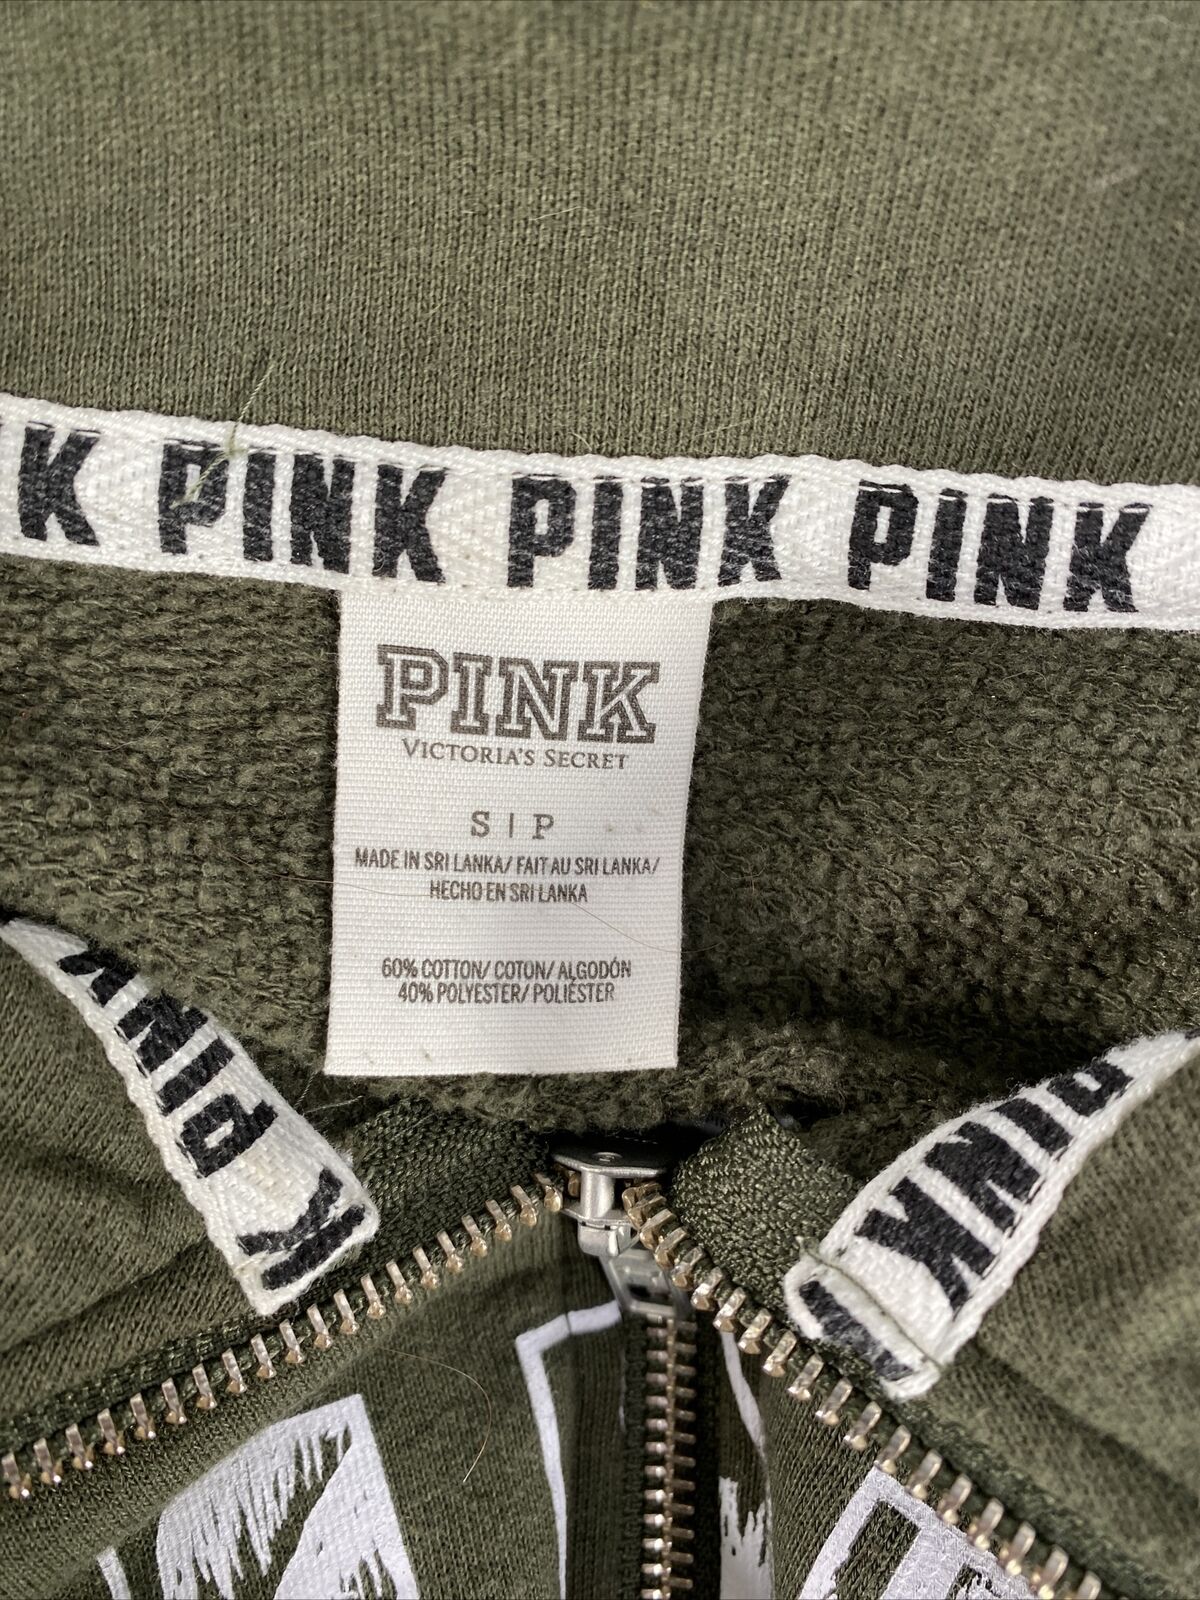 K PINK PINK PINK
PINK
VICTORIA'S SECRET
S | P
MADE IN SRI LANKA/ FAIT AU SRI LANKA/
HECHO EN SRI LANKA
60% COTTON/ COTON/ ALGODÓN
40% POLYESTER/ POLIÉSTER
PINK
K
PINK